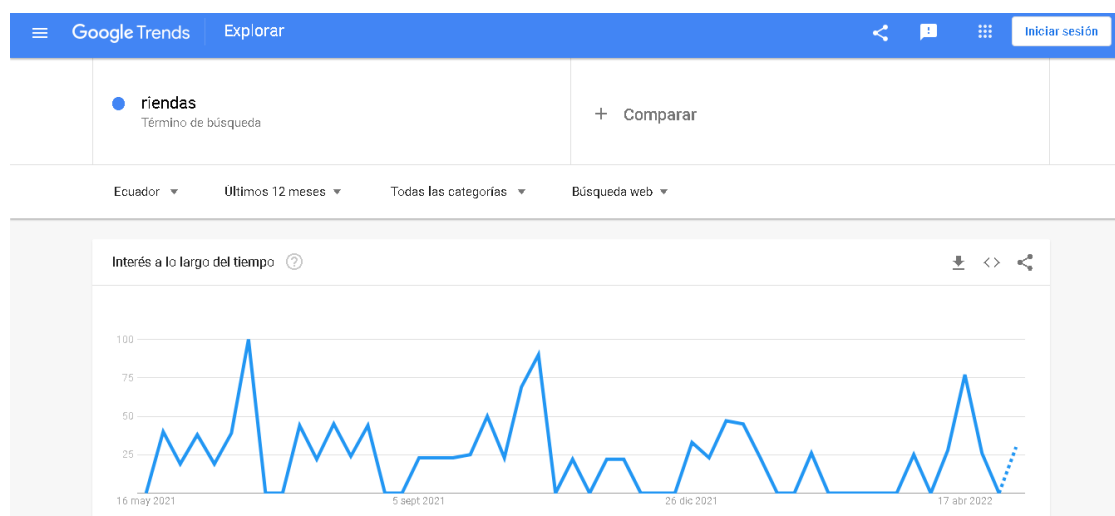 Google Trends Explorar Iniciar sesión
riendas
Término de búsqueda
+ Comparar
Ecuador Últimos 12 meses Todas las categorías Búsqueda web
Interés a lo largo del tiempo ?
100
75
50
25
16 may 2021 5 sept 2021 26 dic 2021 17 abr 2022